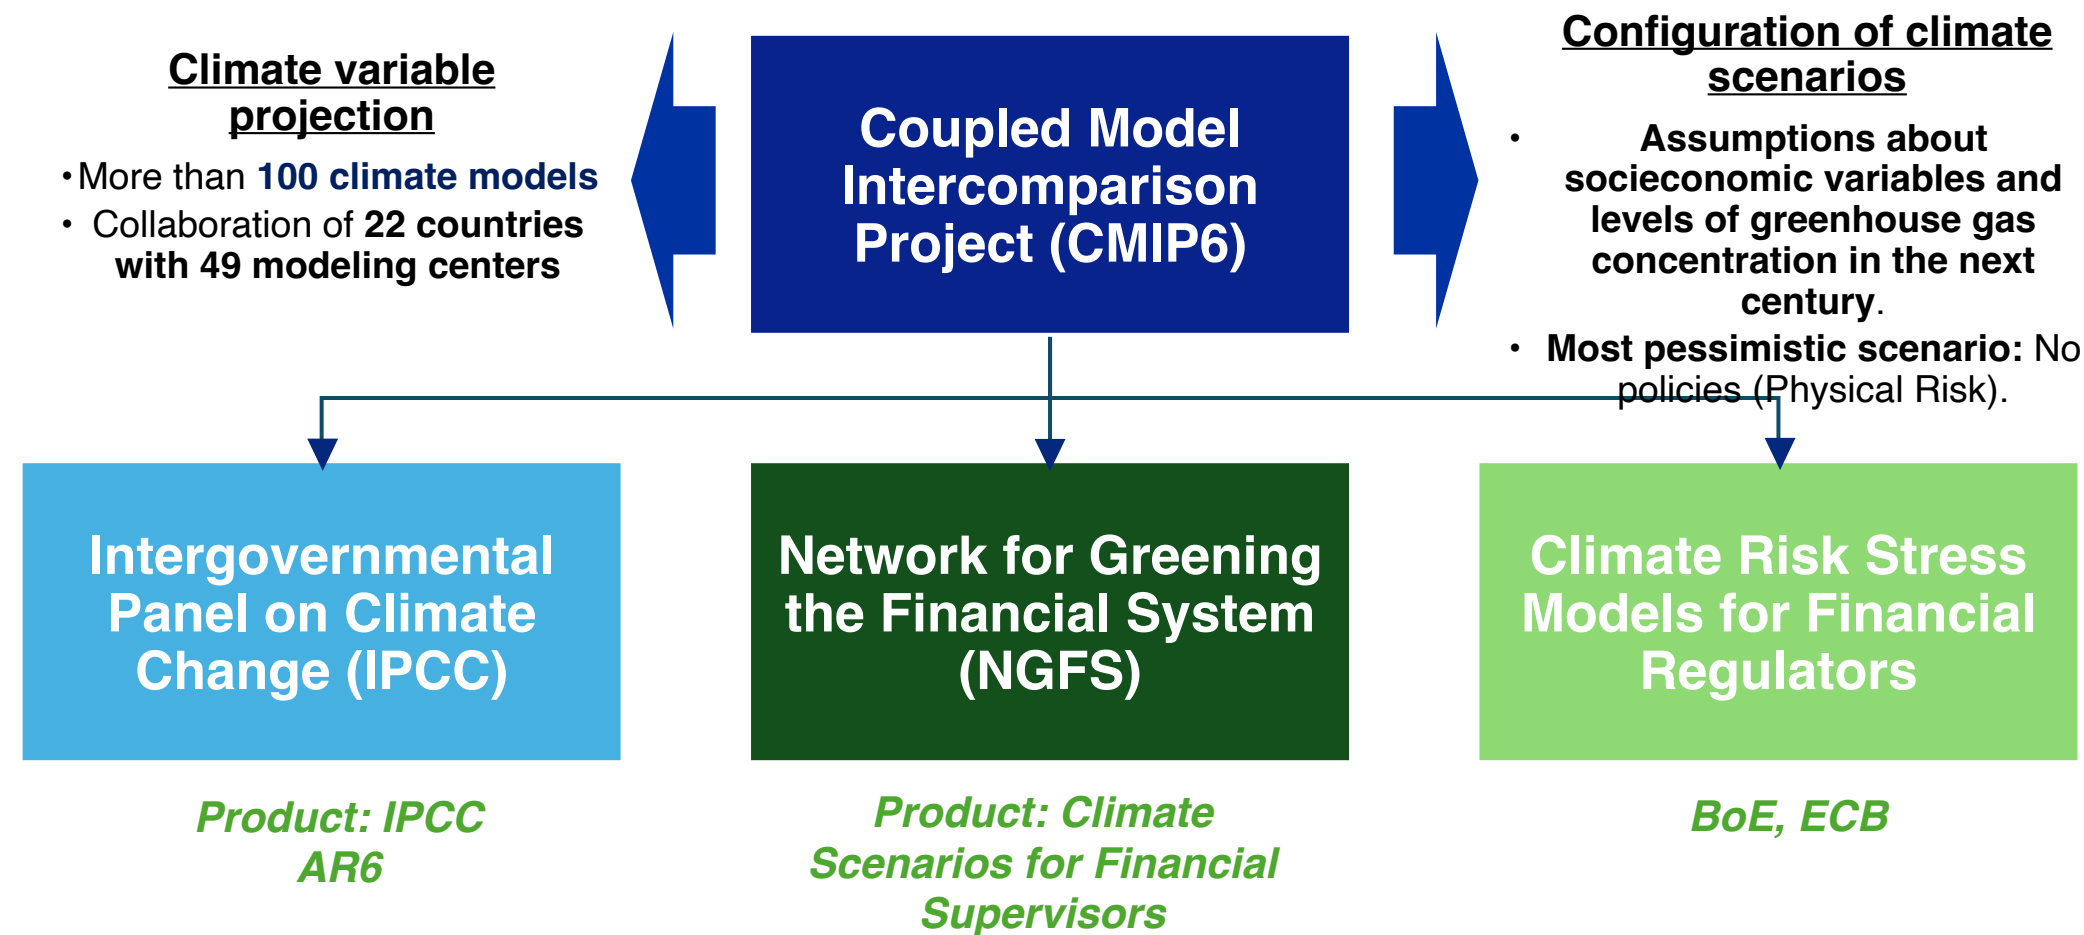 Climate variable
projection
• More than 100 climate models
• Collaboration of 22 countries
with 49 modeling centers
Coupled Model
Intercomparison
Project (CMIP6)
Configuration of climate
scenarios
• Assumptions about
socieconomic variables and
levels of greenhouse gas
concentration in the next
century.
• Most pessimistic scenario: No
policies (Physical Risk).
Intergovernmental
Panel on Climate
Change (IPCC)
Network for Greening
the Financial System
(NGFS)
Climate Risk Stress
Models for Financial
Regulators
Product: IPCC
AR6
Product: Climate
Scenarios for Financial
Supervisors
BoE, ECB